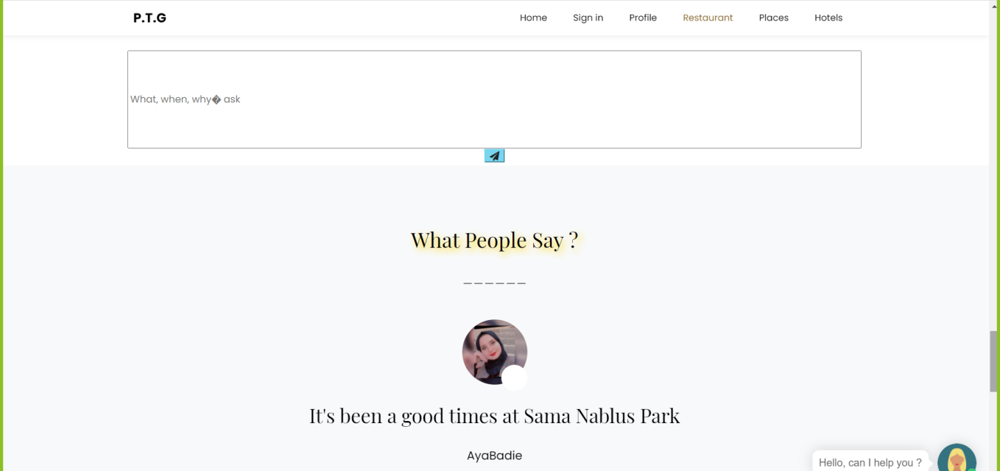 P.T.G
Home Sign in Profile Restaurant Places Hotels
What, when, why� ask
What People Say ?
______
It's been a good times at Sama Nablus Park
AyaBadie
Hello, can I help you ?